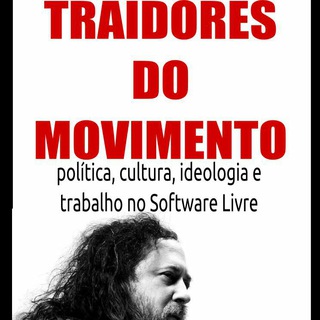 TRAIDORES
DO
MOVIMENTO
política, cultura, ideologia e
trabalho no Software Livre